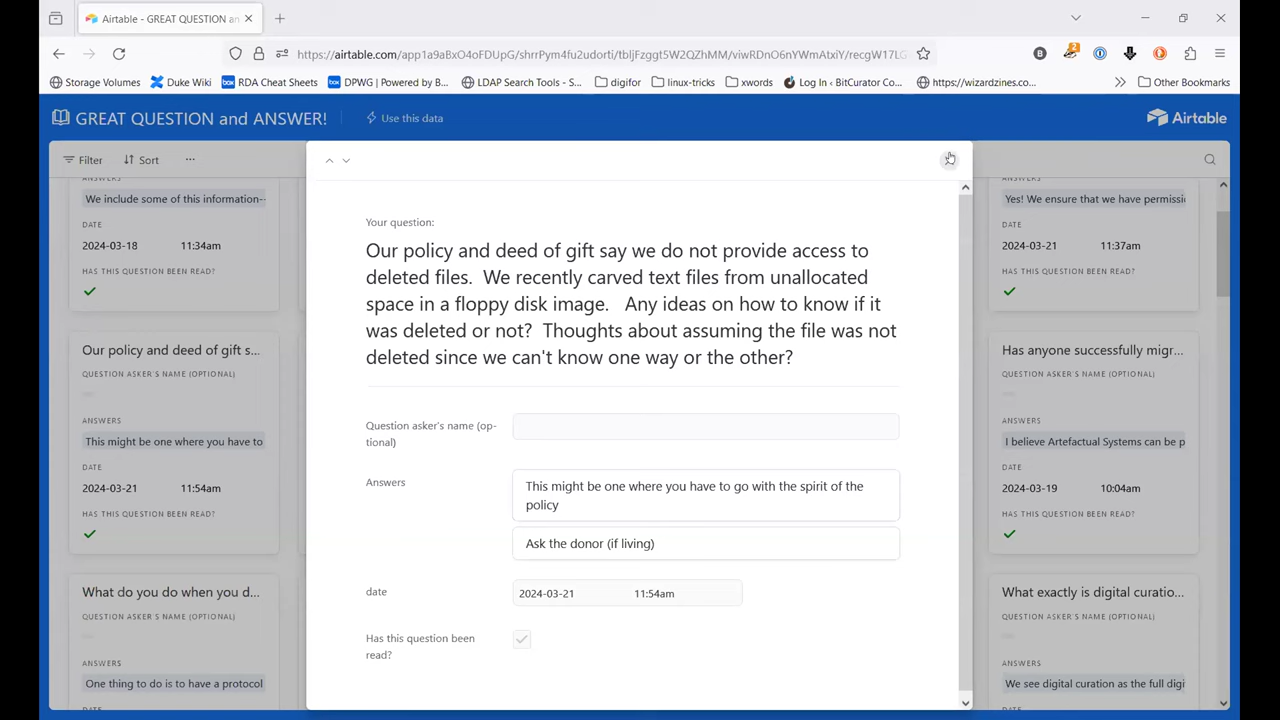 Airtable - GREAT QUESTION an
https://airtable.com/app1a9aBxO4oFDUpG/shrrPym4fu2udorti/tbljFzggt5W2QZhMM/viwRDnO6nYWmAtxiY/recgW17LG
2
Storage Volumes
Duke Wiki
RDA Cheat Sheets
DPWG | Powered by B...
LDAP Search Tools - S...
digifor
linux-tricks
xwords
Log In ‹ BitCurator Co...
https://wizardzines.co...
Other Bookmarks
GREAT QUESTION and ANSWER!
Use this data
Airtable
Filter
Sort
ANSWERS
We include some of this information--
DATE
2024-03-18 11:34am
HAS THIS QUESTION BEEN READ?
Our policy and deed of gift s...
QUESTION ASKER'S NAME (OPTIONAL)
ANSWERS
This might be one where you have to
DATE
2024-03-21 11:54am
HAS THIS QUESTION BEEN READ?
What do you do when you d...
QUESTION ASKER'S NAME (OPTIONAL)
ANSWERS
One thing to do is to have a protocol
Your question:
Our policy and deed of gift say we do not provide access to
deleted files. We recently carved text files from unallocated
space in a floppy disk image. Any ideas on how to know if it
was deleted or not? Thoughts about assuming the file was not
deleted since we can't know one way or the other?
Question asker's name (op-
tional)
Answers
This might be one where you have to go with the spirit of the
policy
Ask the donor (if living)
date
2024-03-21 11:54am
Has this question been
read?
ANSWERS
Yes! We ensure that we have permissi
DATE
2024-03-21 11:37am
HAS THIS QUESTION BEEN READ?
Has anyone successfully migr...
QUESTION ASKER'S NAME (OPTIONAL)
ANSWERS
I believe Artefactual Systems can be p
DATE
2024-03-19 10:04am
HAS THIS QUESTION BEEN READ?
What exactly is digital curatio...
QUESTION ASKER'S NAME (OPTIONAL)
ANSWERS
We see digital curation as the full digi